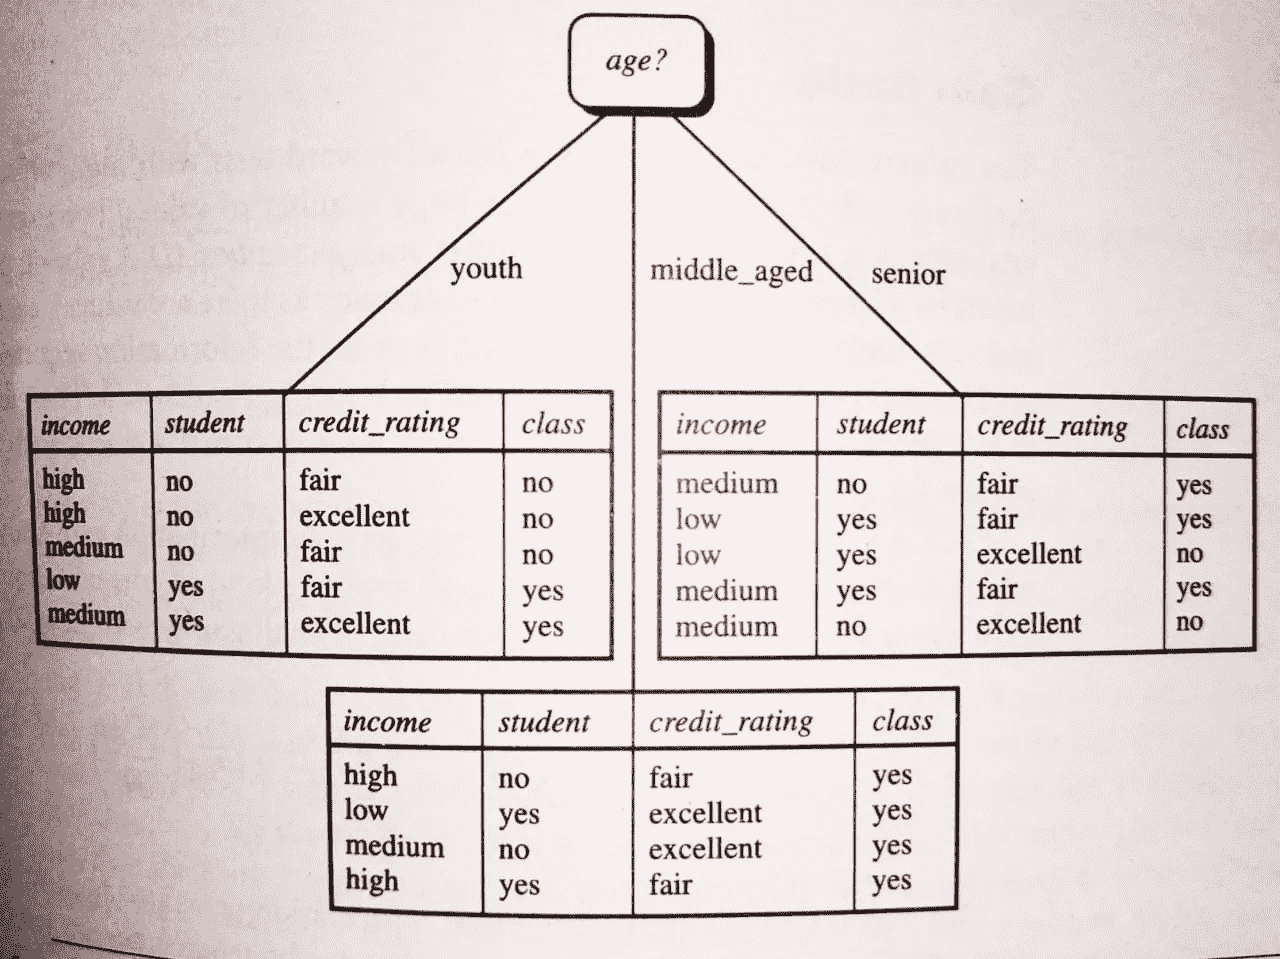 age?
youth
middle_aged
senior
income student credit_rating class
high no fair no
high no excellent no
medium no fair no
low yes fair yes
medium yes excellent yes
income student credit_rating class
medium no fair yes
low yes fair yes
low yes excellent no
medium yes fair yes
medium no excellent no
income student credit_rating class
high no fair yes
low yes excellent yes
medium no excellent yes
high yes fair yes